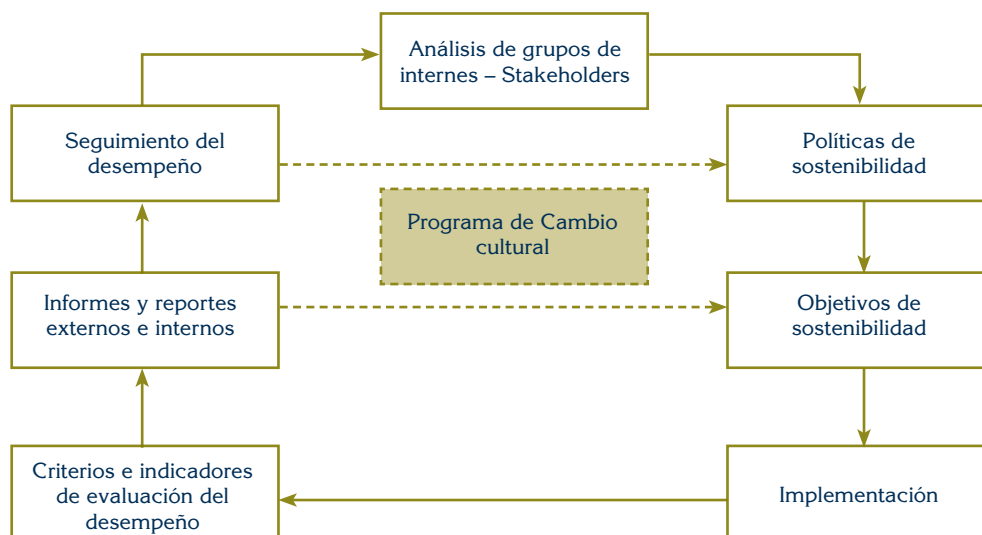 Análisis de grupos de
internes – Stakeholders
Seguimiento del
desempeño
Políticas de
sostenibilidad
Programa de Cambio
cultural
Informes y reportes
externos e internos
Objetivos de
sostenibilidad
Criterios e indicadores
de evaluación del
desempeño
Implementación